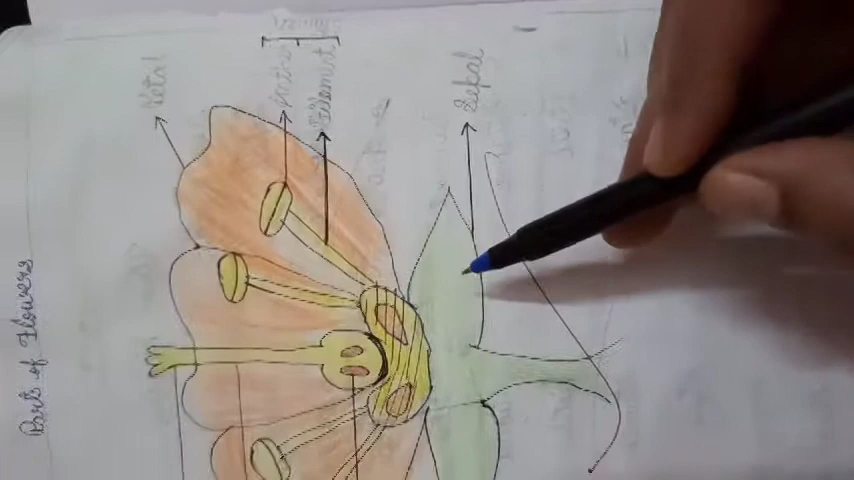 Parts of Flowers
Petal
Anther
Filament
Sepal